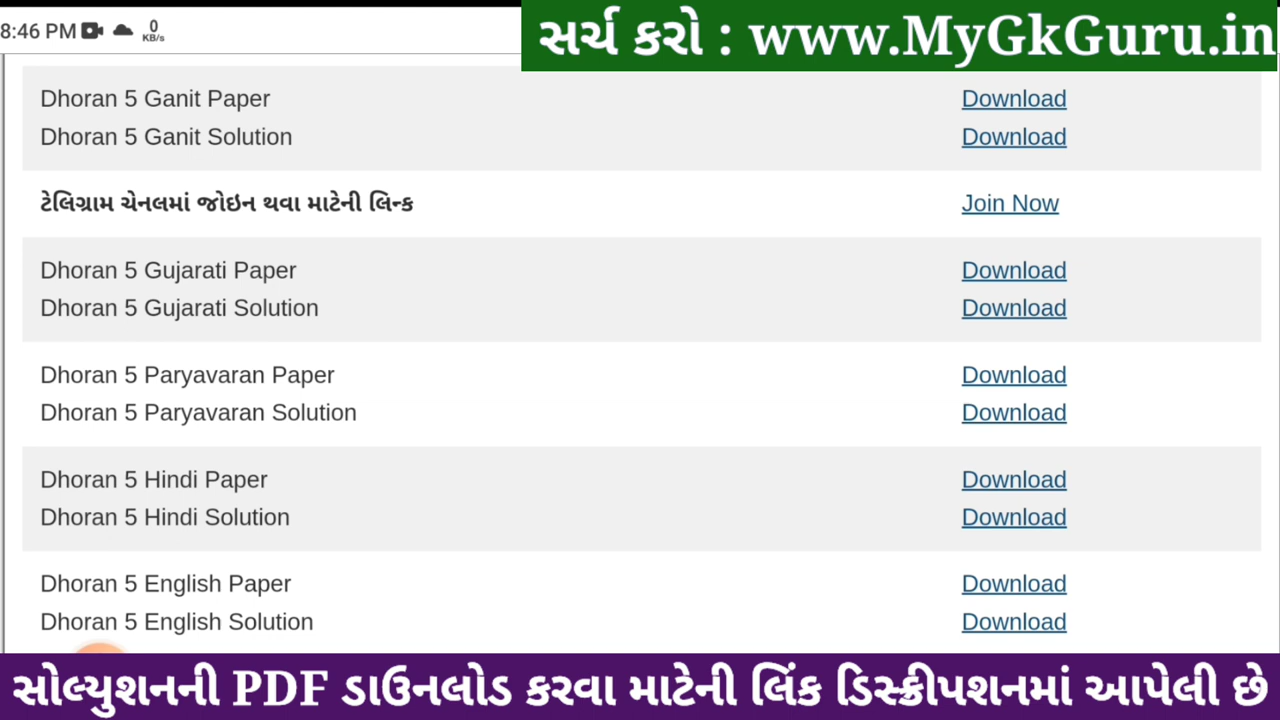 8:46 PM 0 KB/s
સર્ચ કરો : www.MyGkGuru.in
Dhoran 5 Ganit Paper Download
Dhoran 5 Ganit Solution Download
ટેલિગ્રામ ચેનલમાં જોઇન થવા માટેની લિન્ક Join Now
Dhoran 5 Gujarati Paper Download
Dhoran 5 Gujarati Solution Download
Dhoran 5 Paryavaran Paper Download
Dhoran 5 Paryavaran Solution Download
Dhoran 5 Hindi Paper Download
Dhoran 5 Hindi Solution Download
Dhoran 5 English Paper Download
Dhoran 5 English Solution Download
સોલ્યુશનની PDF ડાઉનલોડ કરવા માટેની લિંક ડિસ્ક્રીપશનમાં આપેલી છે